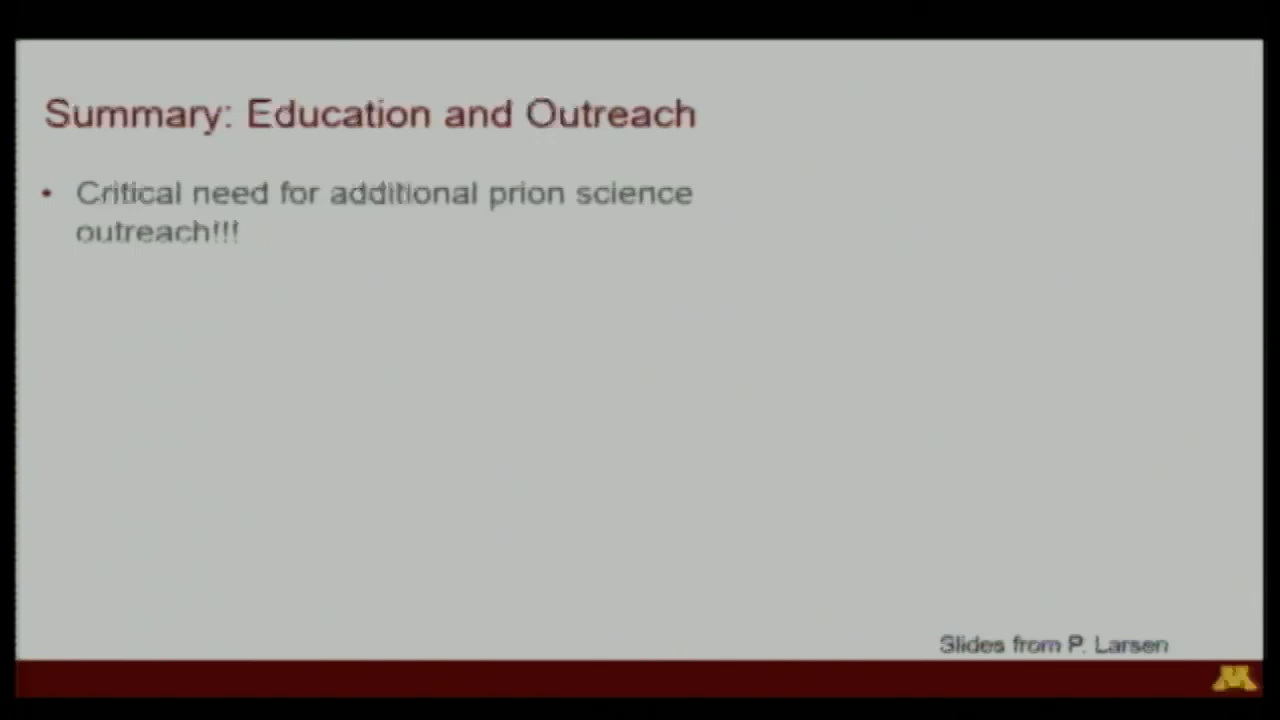 Summary: Education and Outreach
• Critical need for additional prion science
outreach!!!
Slides from P. Larsen
M